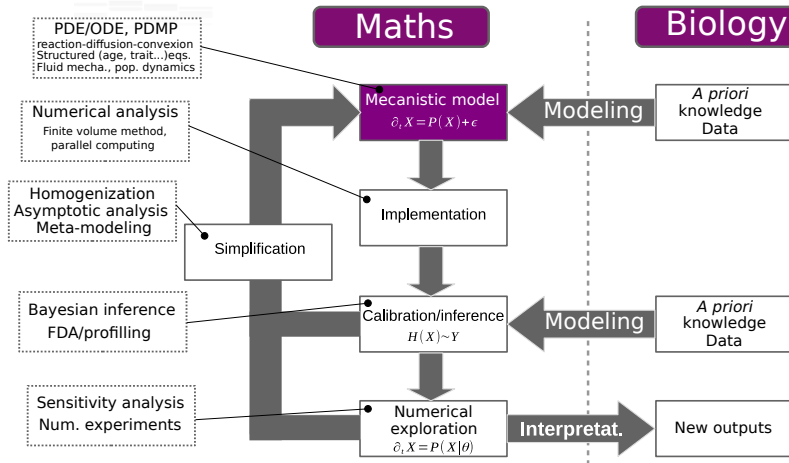 Maths
Biology
PDE/ODE, PDMP
reaction-diffusion-convexion
Structured (age, trait...)eqs.
Fluid mecha., pop. dynamics
Mecanistic model
∂ₜX=P(X)+ϵ
Modeling
A priori
knowledge
Data
Numerical analysis
Finite volume method,
parallel computing
Homogenization
Asymptotic analysis
Meta-modeling
Simplification
Implementation
Bayesian inference
FDA/profilling
Calibration/inference
H(X)~Y
Modeling
A priori
knowledge
Data
Sensitivity analysis
Num. experiments
Numerical
exploration
∂ₜX=P(X|θ)
Interpretat.
New outputs